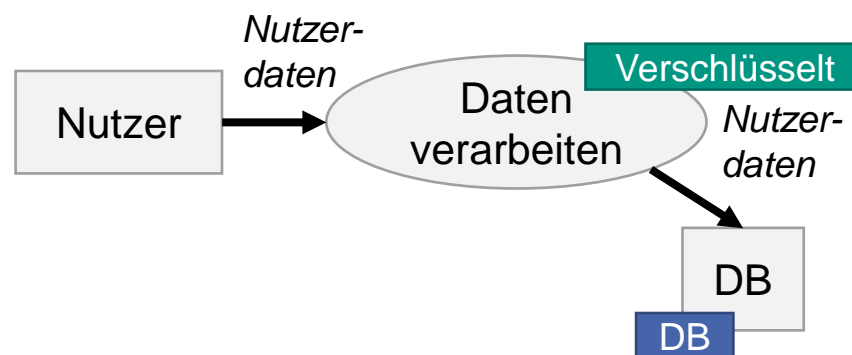 Nutzer-
daten
Nutzer
Daten
verarbeiten
Verschlüsselt
Nutzer-
daten
DB
DB